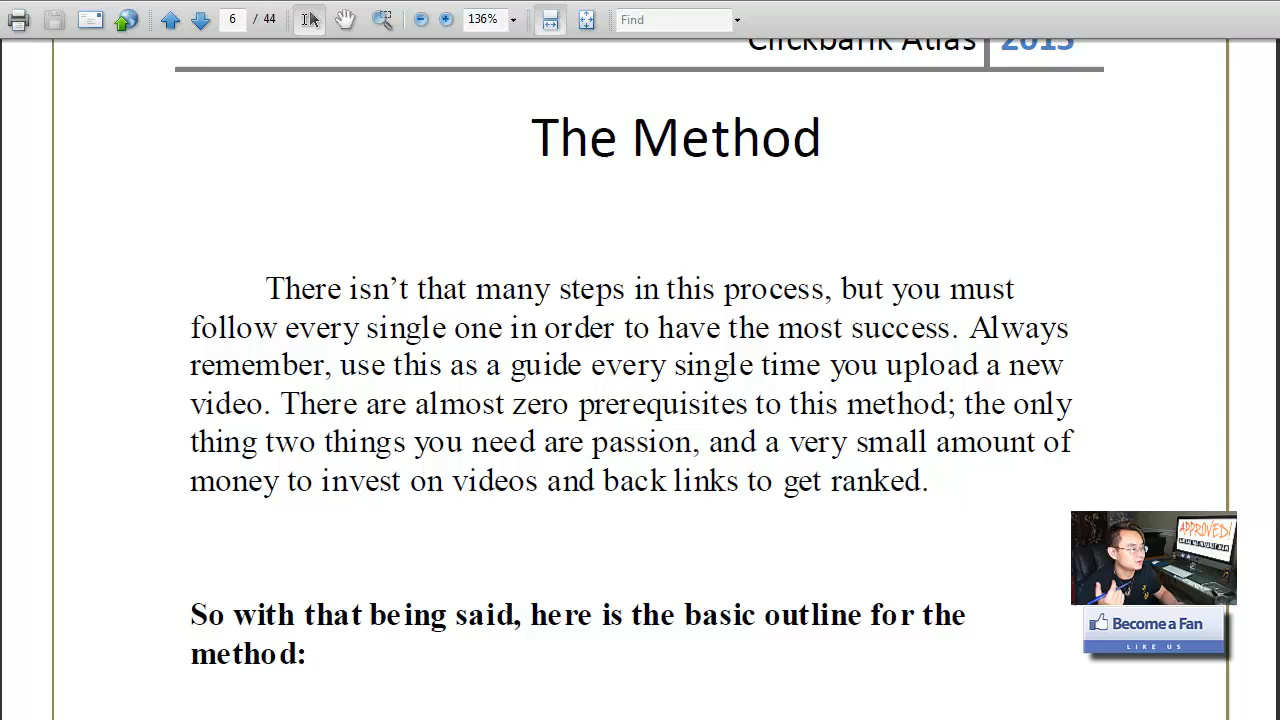 6 / 44
136%
Find
Clickbank Atlas 2013
The Method
There isn’t that many steps in this process, but you must
follow every single one in order to have the most success. Always
remember, use this as a guide every single time you upload a new
video. There are almost zero prerequisites to this method; the only
thing two things you need are passion, and a very small amount of
money to invest on videos and back links to get ranked.
APPROVED!
Become a Fan
LIKE US
So with that being said, here is the basic outline for the
method: